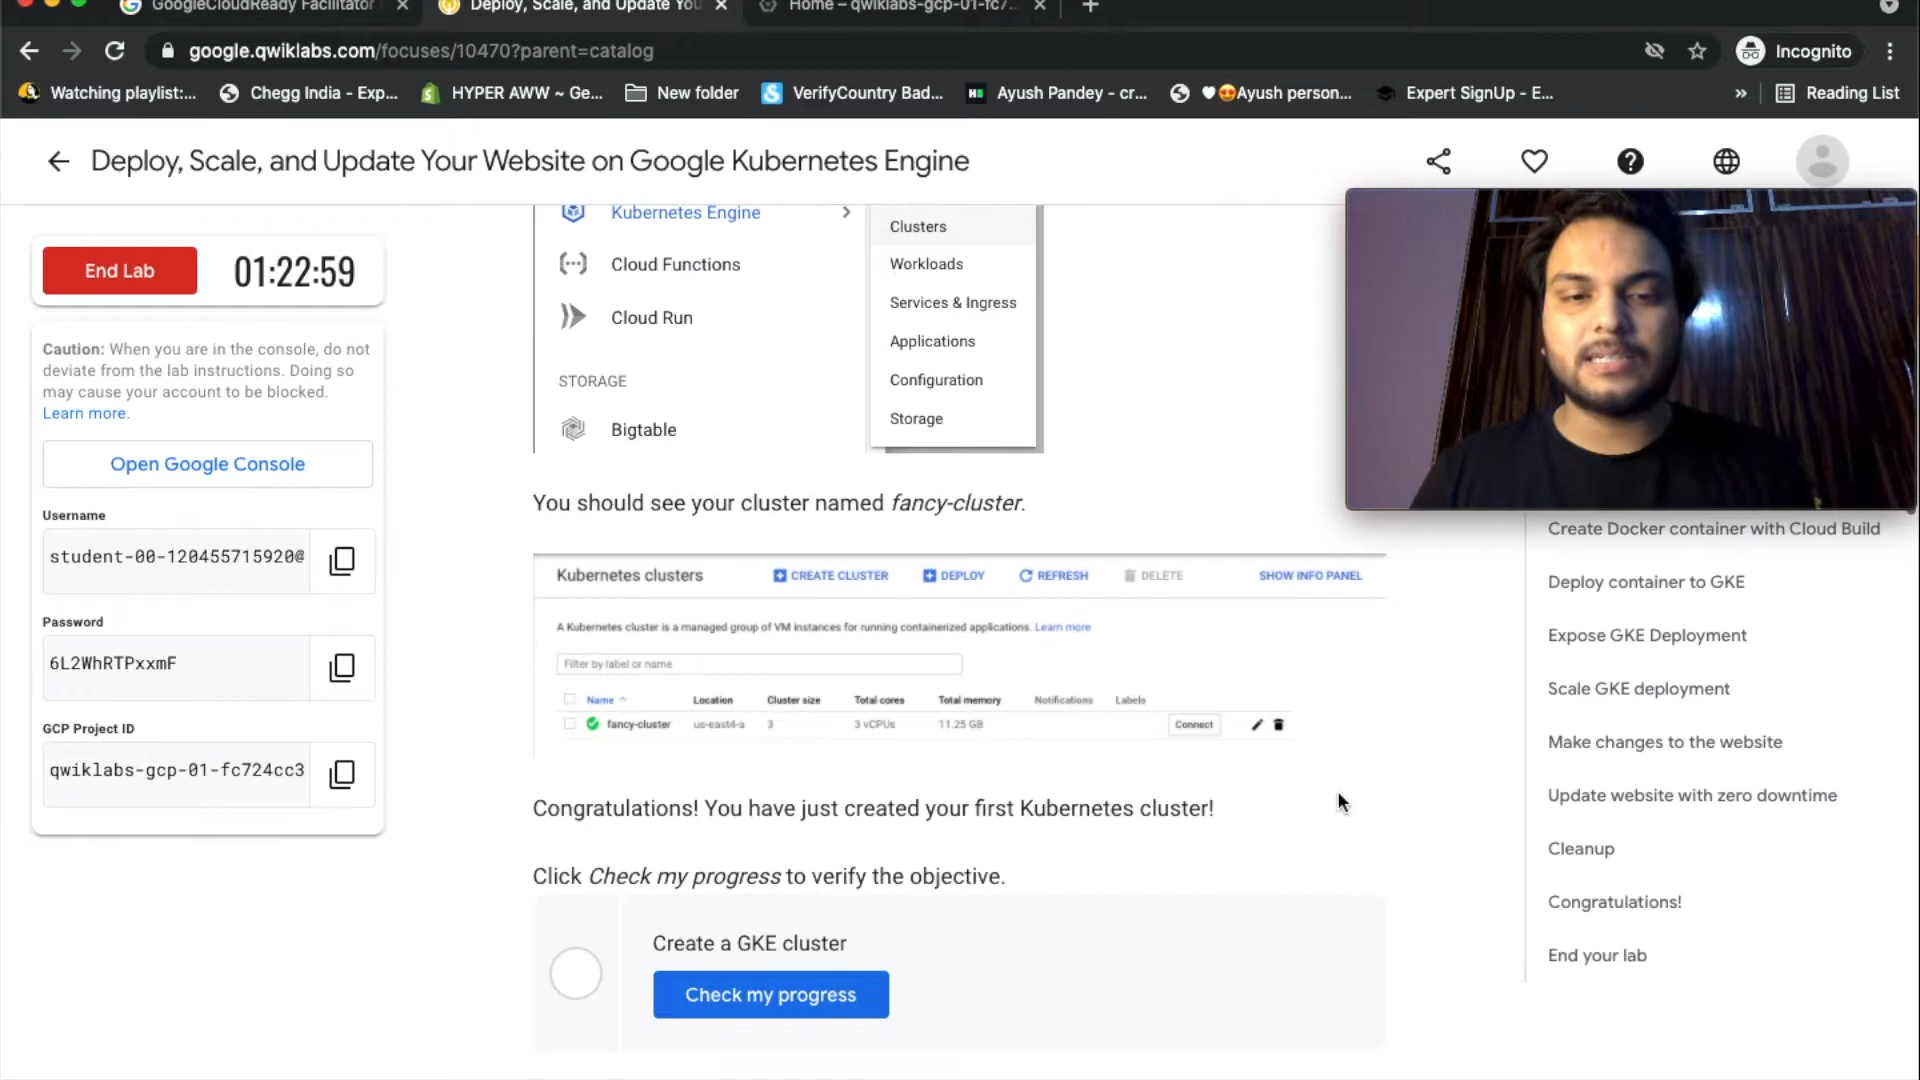 GoogleCloudReady Facilitator
Deploy, Scale, and Update You
Home – qwiklabs-gcp-01-fc7...
google.qwiklabs.com/focuses/10470?parent=catalog
Incognito
Watching playlist:...
Chegg India - Exp...
HYPER AWW ~ Ge...
New folder
VerifyCountry Bad...
Ayush Pandey - cr...
♥😍Ayush person...
Expert SignUp - E...
»
Reading List
Deploy, Scale, and Update Your Website on Google Kubernetes Engine
End Lab
01:22:59
Caution: When you are in the console, do not
deviate from the lab instructions. Doing so
may cause your account to be blocked.
Learn more.
Open Google Console
Username
student-00-120455715920@
Password
6L2WhRTPxxmF
GCP Project ID
qwiklabs-gcp-01-fc724cc3
Kubernetes Engine
Cloud Functions
Cloud Run
STORAGE
Bigtable
Clusters
Workloads
Services & Ingress
Applications
Configuration
Storage
You should see your cluster named fancy-cluster.
Kubernetes clusters
CREATE CLUSTER
DEPLOY
REFRESH
DELETE
SHOW INFO PANEL
A Kubernetes cluster is a managed group of VM instances for running containerized applications. Learn more
Filter by label or name
Name Location Cluster size Total cores Total memory Notifications Labels
fancy-cluster us-east4-a 3 3 vCPUs 11.25 GB Connect
Congratulations! You have just created your first Kubernetes cluster!
Click Check my progress to verify the objective.
Create a GKE cluster
Check my progress
Create Docker container with Cloud Build
Deploy container to GKE
Expose GKE Deployment
Scale GKE deployment
Make changes to the website
Update website with zero downtime
Cleanup
Congratulations!
End your lab